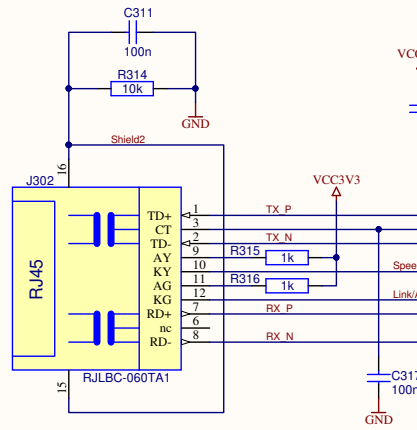 C311
100n
R314
10k
VCC
GND
Shield2
16
J302
VCC3V3
RJ45
TD+ 1 TX_P
CT 3
TD- 2 TX_N
AY 9 R315 1k
KY 10 Spee
AG 11 R316 1k
KG 12 Link/A
RD+ 7 RX_P
nc 6
RD- 8 RX_N
15
RJLBC-060TA1
C317
100n
GND